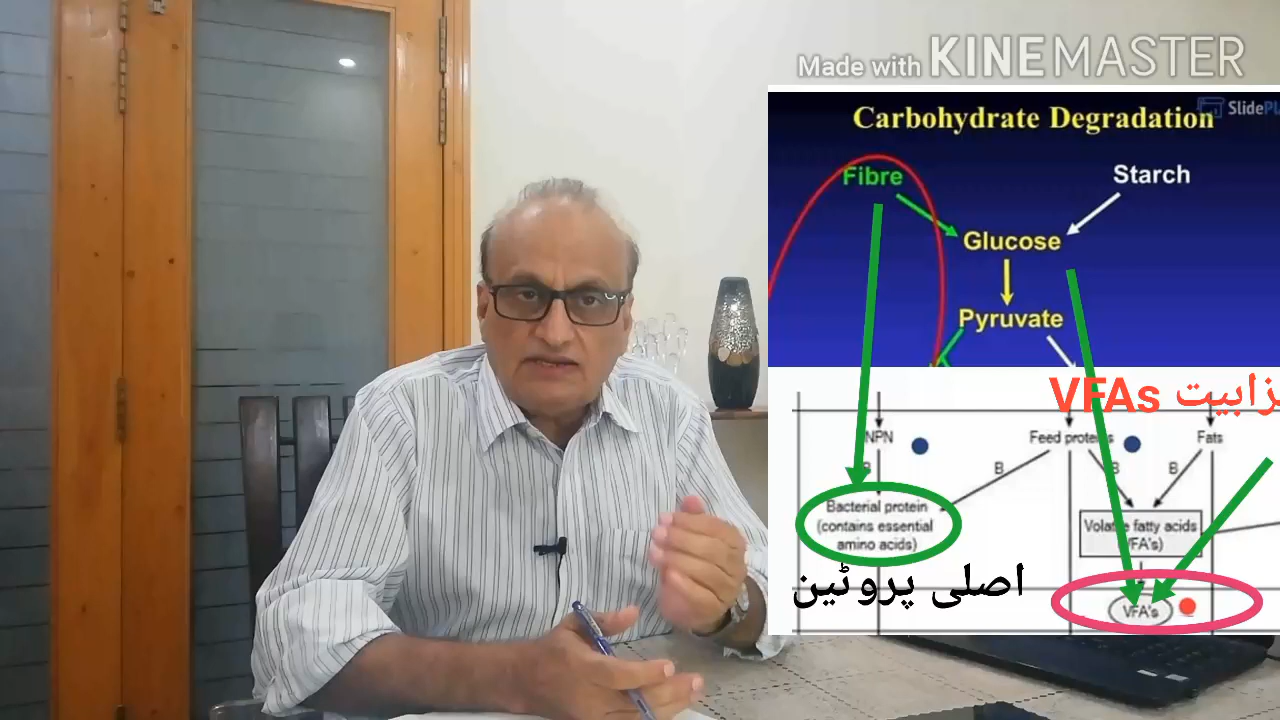 Made with KINEMASTER
SlidePl
Carbohydrate Degradation
Fibre
Starch
Glucose
Pyruvate
VFAs
NPN
Feed proteins
Fats
B
B
B
B
Bacterial protein
(contains essential
amino acids)
Volatile fatty acids
(VFA's)
اصلی پروٹین
VFA's